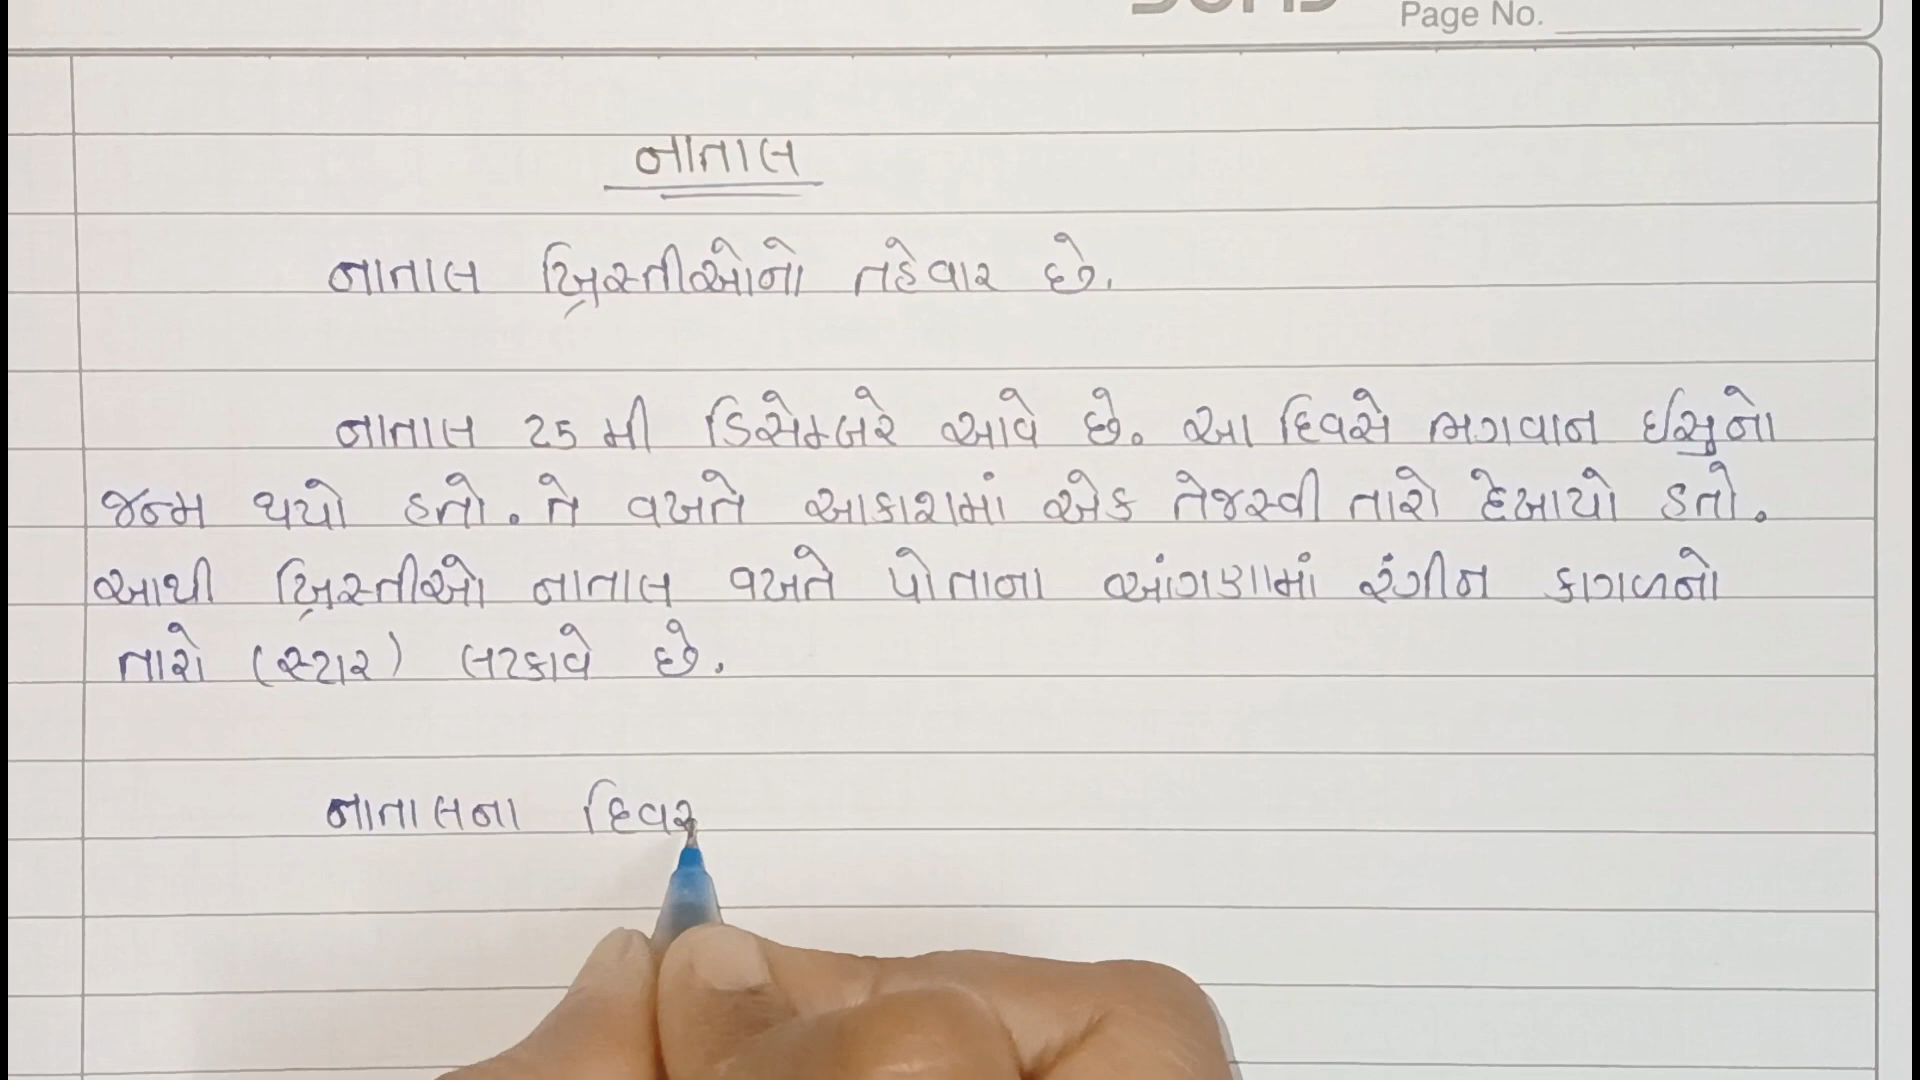 Page No.
નાતાલ
નાતાલ ખ્રિસ્તીઓનો તહેવાર છે.
નાતાલ 25 મી ડિસેમ્બરે આવે છે. આ દિવસે ભગવાન ઈસુનો
જન્મ થયો હતો. તે વખતે આકાશમાં એક તેજસ્વી તારો દેખાયો હતો.
આથી ખ્રિસ્તીઓ નાતાલ વખતે પોતાના આંગણામાં રંગીન કાગળનો
તારો (સ્ટાર) લટકાવે છે.
નાતાલના